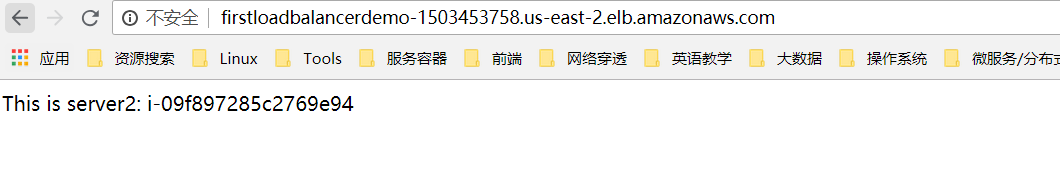 不安全 firstloadbalancerdemo-1503453758.us-east-2.elb.amazonaws.com
应用 资源搜索 Linux Tools 服务容器 前端 网络穿透 英语教学 大数据 操作系统 微服务/分布式
This is server2: i-09f897285c2769e94